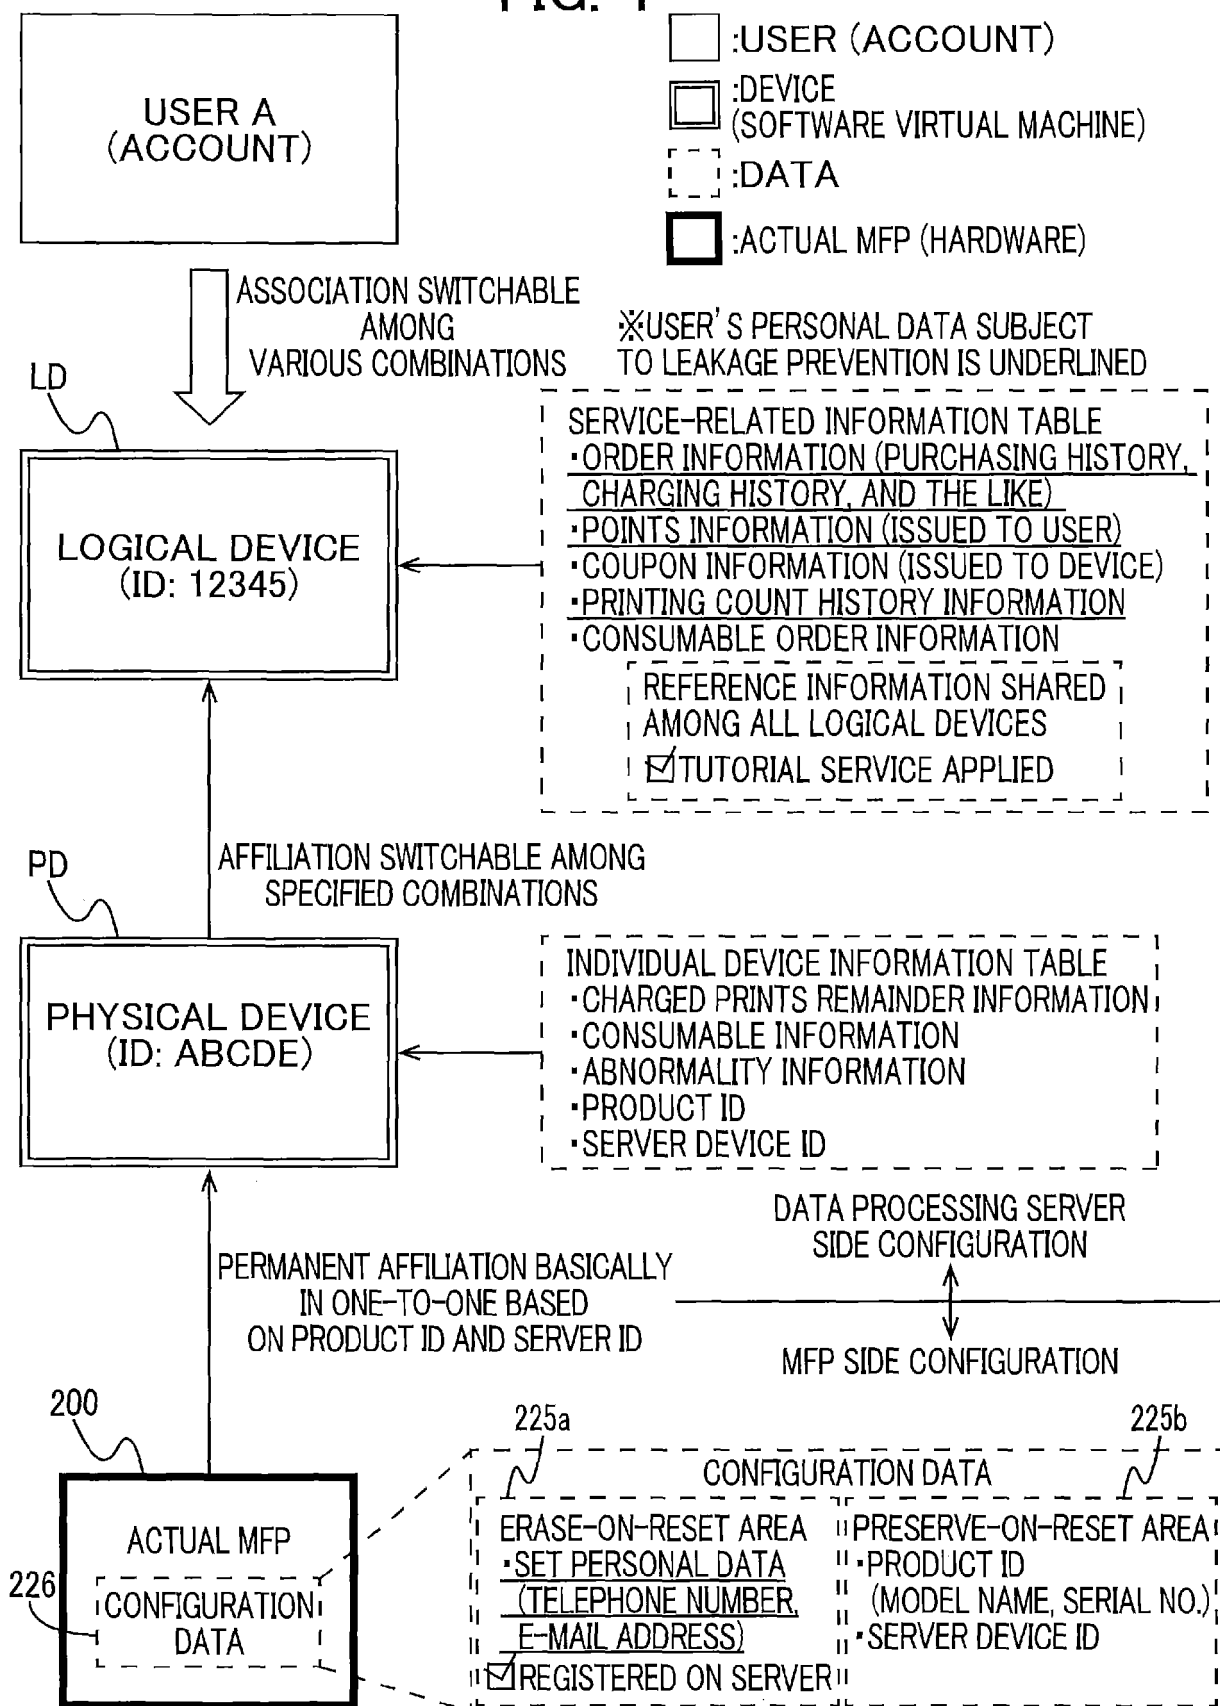 USER A
(ACCOUNT)
:USER (ACCOUNT)
:DEVICE
(SOFTWARE VIRTUAL MACHINE)
:DATA
:ACTUAL MFP (HARDWARE)
ASSOCIATION SWITCHABLE
AMONG
VARIOUS COMBINATIONS
※USER'S PERSONAL DATA SUBJECT
TO LEAKAGE PREVENTION IS UNDERLINED
LD
LOGICAL DEVICE
(ID: 12345)
SERVICE-RELATED INFORMATION TABLE
·ORDER INFORMATION (PURCHASING HISTORY,
CHARGING HISTORY, AND THE LIKE)
·POINTS INFORMATION (ISSUED TO USER)
·COUPON INFORMATION (ISSUED TO DEVICE)
·PRINTING COUNT HISTORY INFORMATION
·CONSUMABLE ORDER INFORMATION
REFERENCE INFORMATION SHARED
AMONG ALL LOGICAL DEVICES
☑TUTORIAL SERVICE APPLIED
AFFILIATION SWITCHABLE AMONG
SPECIFIED COMBINATIONS
PD
PHYSICAL DEVICE
(ID: ABCDE)
INDIVIDUAL DEVICE INFORMATION TABLE
·CHARGED PRINTS REMAINDER INFORMATION
·CONSUMABLE INFORMATION
·ABNORMALITY INFORMATION
·PRODUCT ID
·SERVER DEVICE ID
PERMANENT AFFILIATION BASICALLY
IN ONE-TO-ONE BASED
ON PRODUCT ID AND SERVER ID
DATA PROCESSING SERVER
SIDE CONFIGURATION
MFP SIDE CONFIGURATION
200
ACTUAL MFP
226
CONFIGURATION
DATA
225a
225b
CONFIGURATION DATA
ERASE-ON-RESET AREA
·SET PERSONAL DATA
(TELEPHONE NUMBER,
E-MAIL ADDRESS)
☑REGISTERED ON SERVER
PRESERVE-ON-RESET AREA
·PRODUCT ID
(MODEL NAME, SERIAL NO.)
·SERVER DEVICE ID